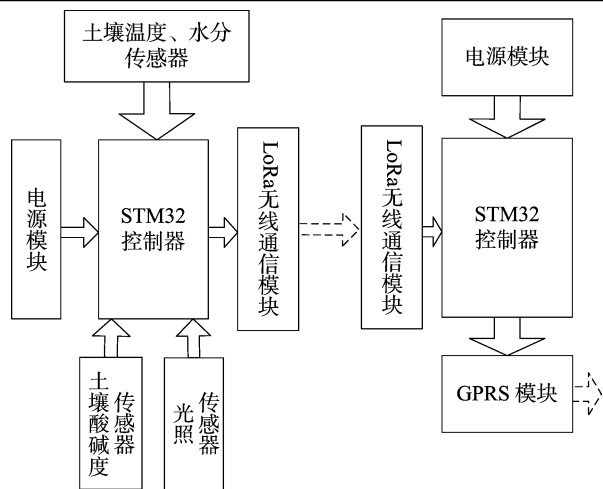 土壤温度、水分
传感器
电源模块
电源模块
STM32
控制器
LoRa无线通信模块
LoRa无线通信模块
STM32
控制器
土壤酸碱度
传感器
光照
传感器
GPRS 模块